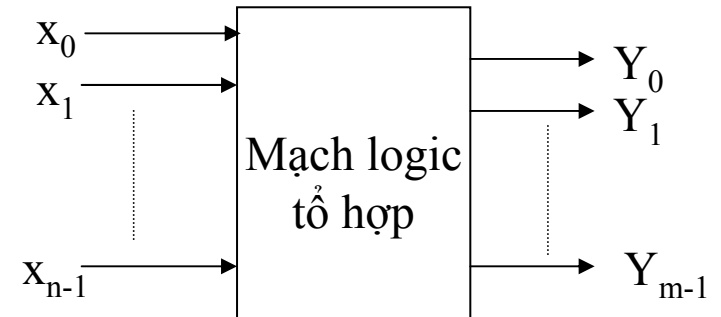 x₀
x₁
xₙ₋₁
Mạch logic
tổ hợp
Y₀
Y₁
Yₘ₋₁